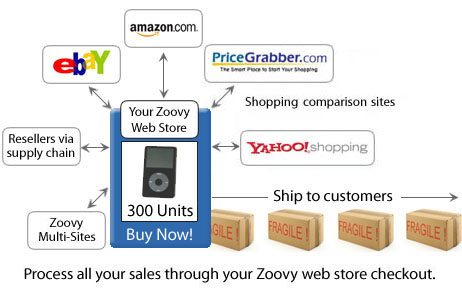 amazon.com.
ebay
PriceGrabber.com
The Smart Place to Start Your Shopping
Your Zoovy
Web Store
Shopping comparison sites
Resellers via
supply chain
YAHOO! shopping
300 Units
Buy Now!
Zoovy
Multi-Sites
Ship to customers
FRAGILE!
FRAGILE!
FRAGILE!
FRAGILE!
Process all your sales through your Zoovy web store checkout.